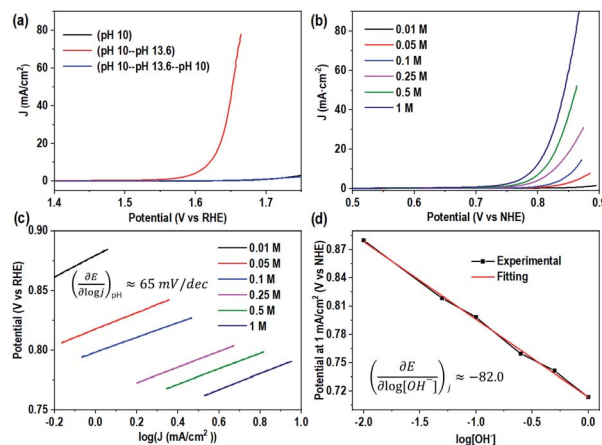 (a)
(pH 10)
(pH 10--pH 13.6)
(pH 10--pH 13.6--pH 10)
J (mA/cm²)
80
60
40
20
0
1.4 1.5 1.6 1.7
Potential (V vs RHE)
(b)
0.01 M
0.05 M
0.1 M
0.25 M
0.5 M
1 M
J (mA·cm⁻²)
80
60
40
20
0
0.5 0.6 0.7 0.8 0.9
Potential (V vs NHE)
(c)
0.01 M
0.05 M
0.1 M
0.25 M
0.5 M
1 M
(∂E/∂logj)pH ≈ 65 mV/dec
Potential (V vs RHE)
0.90
0.85
0.80
0.75
-0.2 0.0 0.2 0.4 0.6 0.8 1.0
log(J (mA/cm²))
(d)
Experimental
Fitting
(∂E/∂log[OH⁻])j ≈ −82.0
Potential at 1 mA/cm² (V vs NHE)
0.87
0.84
0.81
0.78
0.75
0.72
-2.0 -1.5 -1.0 -0.5 0.0
log[OH⁻]